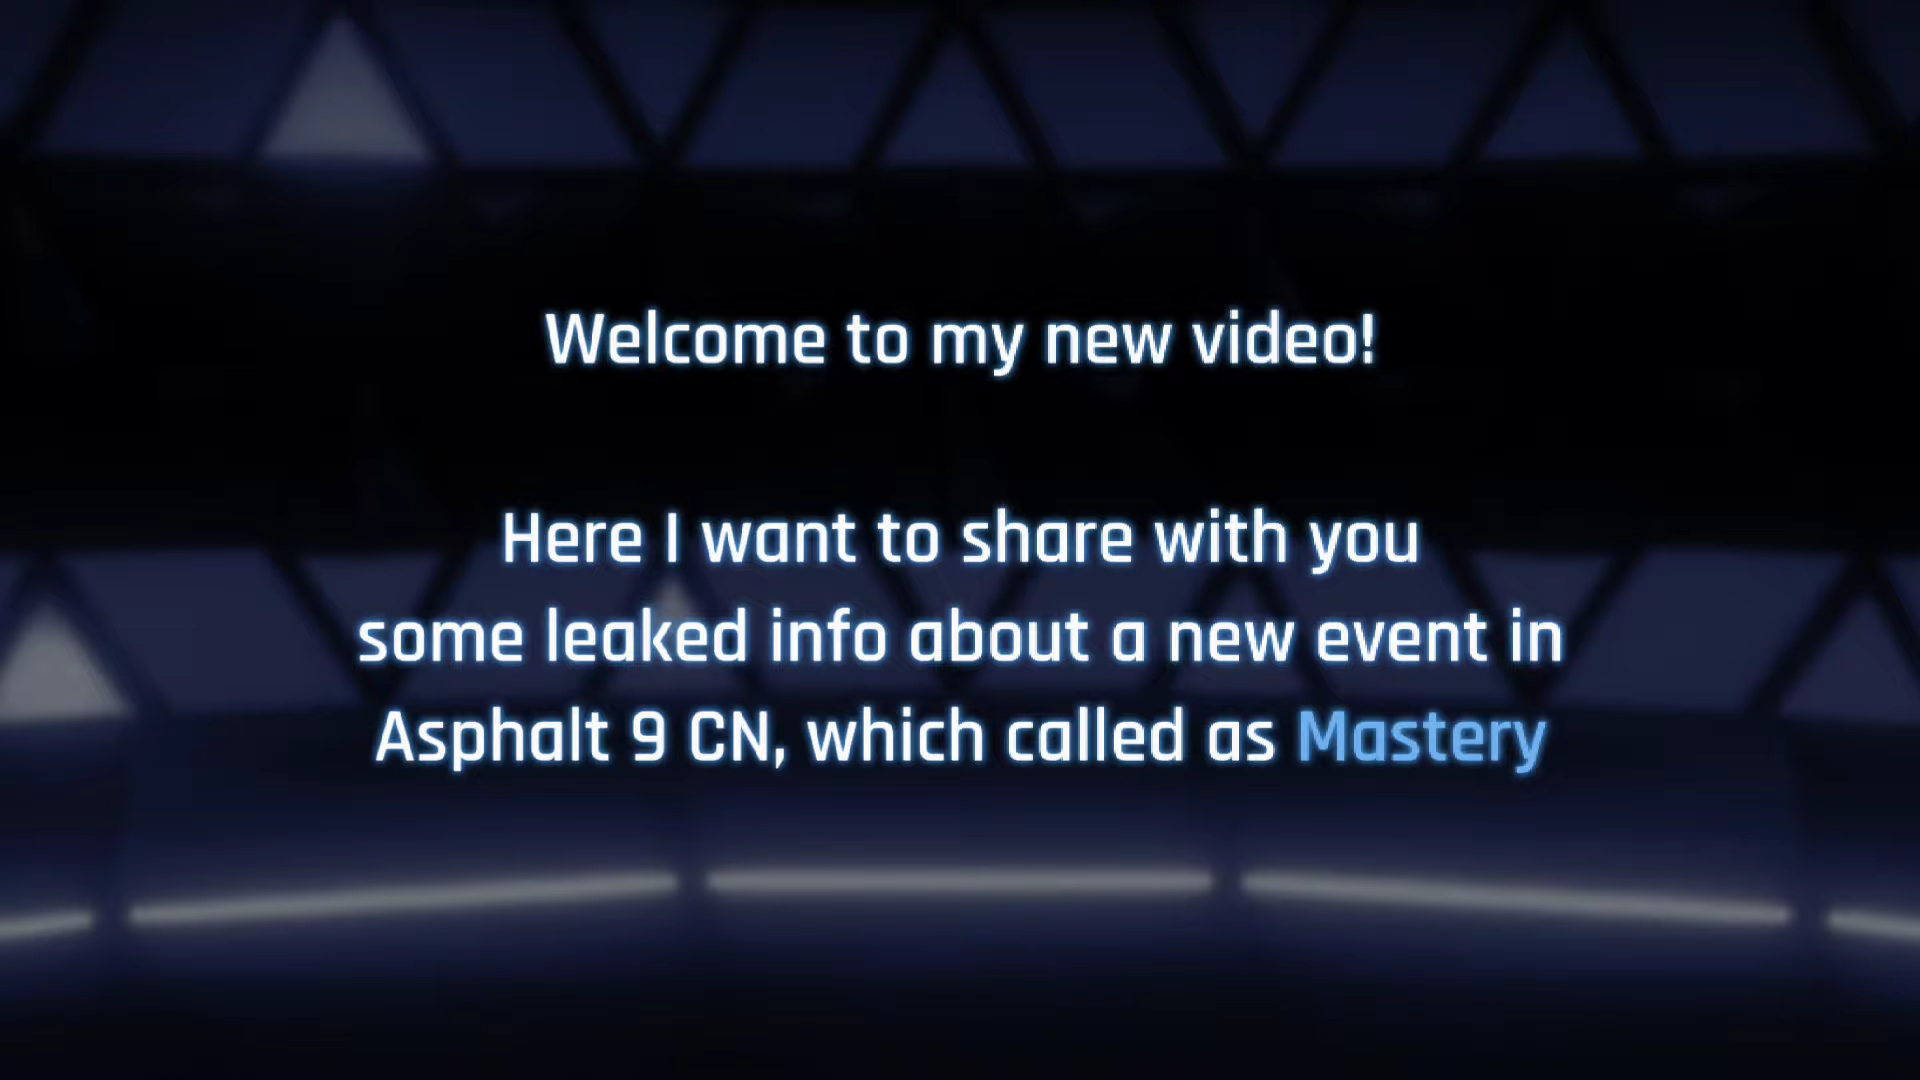 Welcome to my new video!
Here I want to share with you
some leaked info about a new event in
Asphalt 9 CN, which called as Mastery